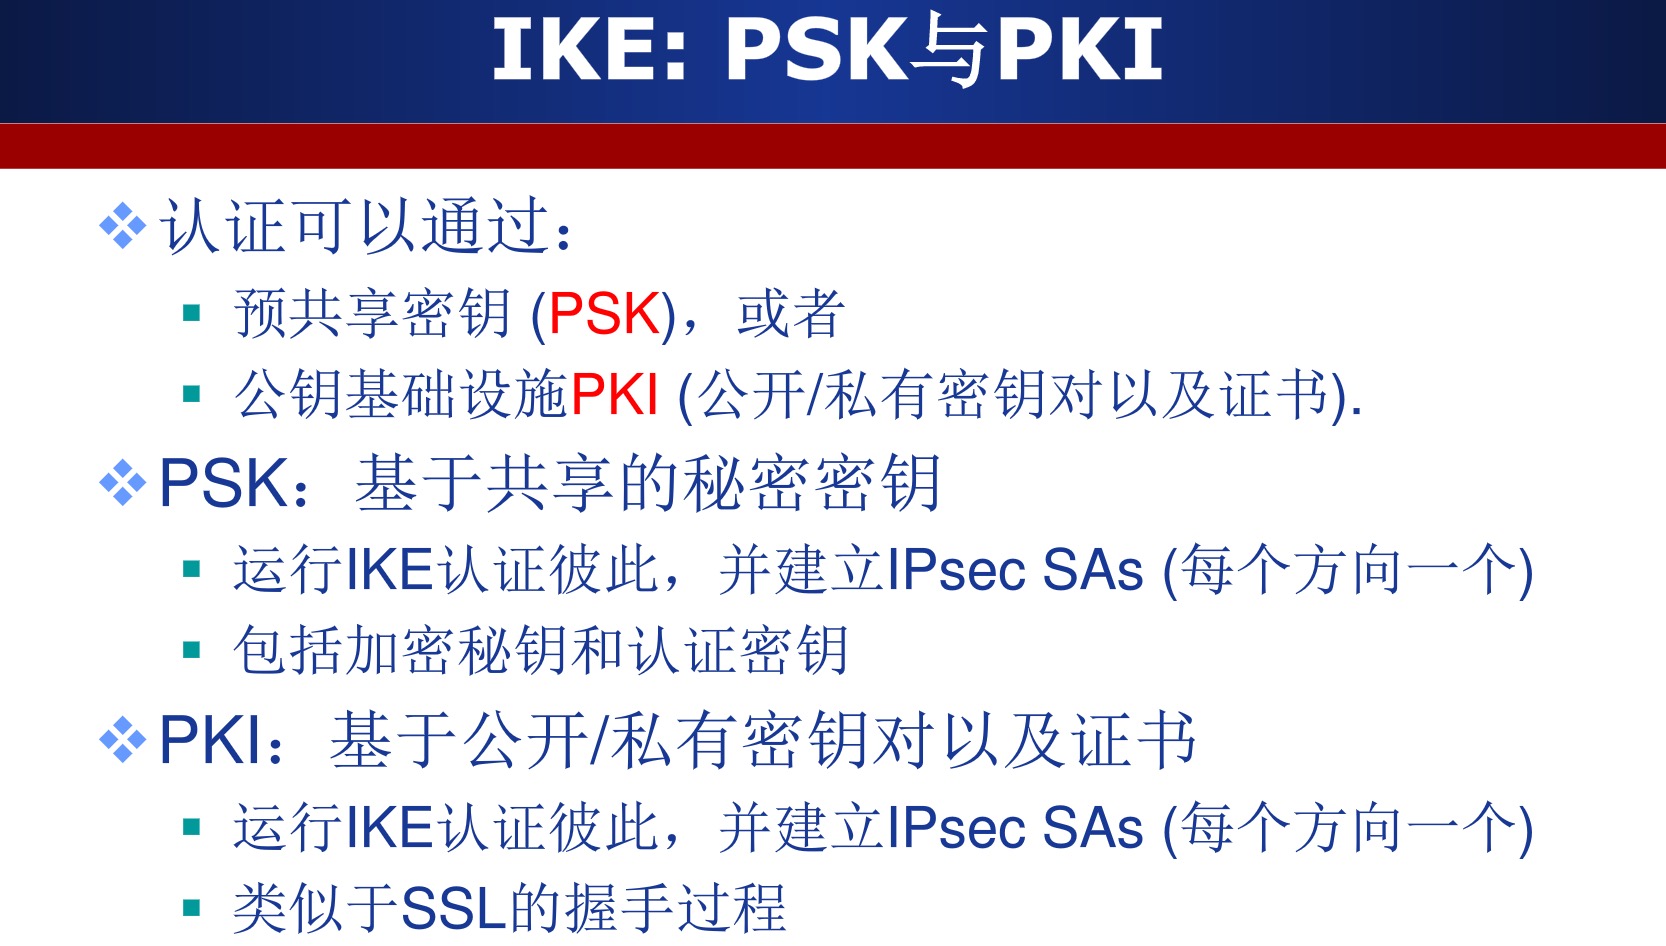 IKE: PSK与PKI
认证可以通过：
预共享密钥 (PSK)，或者
公钥基础设施PKI (公开/私有密钥对以及证书).
PSK：基于共享的秘密密钥
运行IKE认证彼此，并建立IPsec SAs (每个方向一个)
包括加密秘钥和认证密钥
PKI：基于公开/私有密钥对以及证书
运行IKE认证彼此，并建立IPsec SAs (每个方向一个)
类似于SSL的握手过程